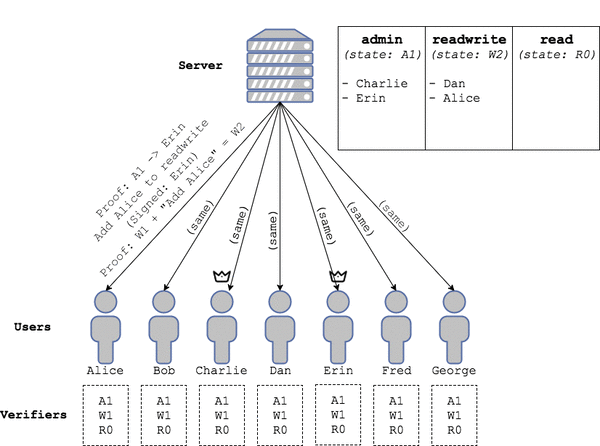 admin readwrite read
(state: A1) (state: W2) (state: R0)
Server
- Charlie - Dan
- Erin - Alice
Proof: A1 -> Erin
Add Alice to readwrite
(Signed: Erin)
Proof: W1 + "Add Alice" = W2
(same) (same) (same) (same) (same) (same)
Users
Alice Bob Charlie Dan Erin Fred George
A1 A1 A1 A1 A1 A1 A1
Verifiers W1 W1 W1 W1 W1 W1 W1
R0 R0 R0 R0 R0 R0 R0